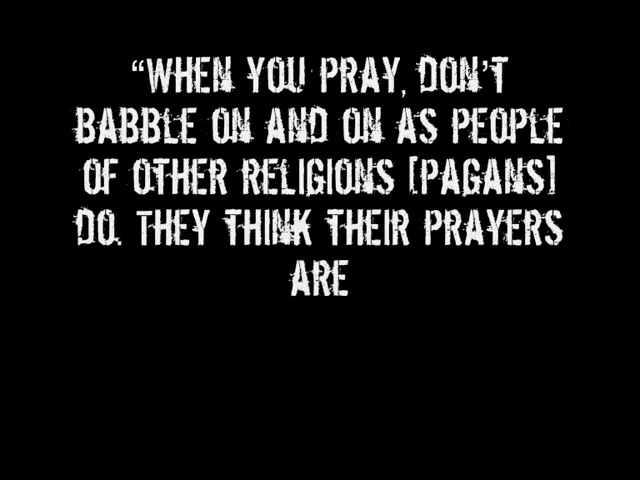 “WHEN YOU PRAY, DON’T
BABBLE ON AND ON AS PEOPLE
OF OTHER RELIGIONS [PAGANS]
DO. THEY THINK THEIR PRAYERS
ARE